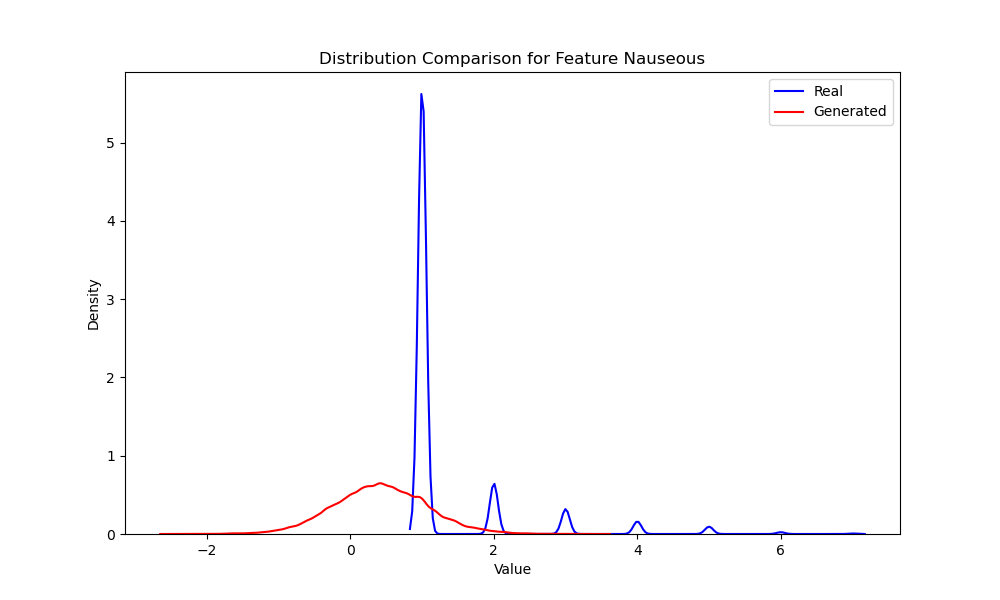 Distribution Comparison for Feature Nauseous
Real
Generated
Density
5
4
3
2
1
0
−2
0
2
4
6
Value